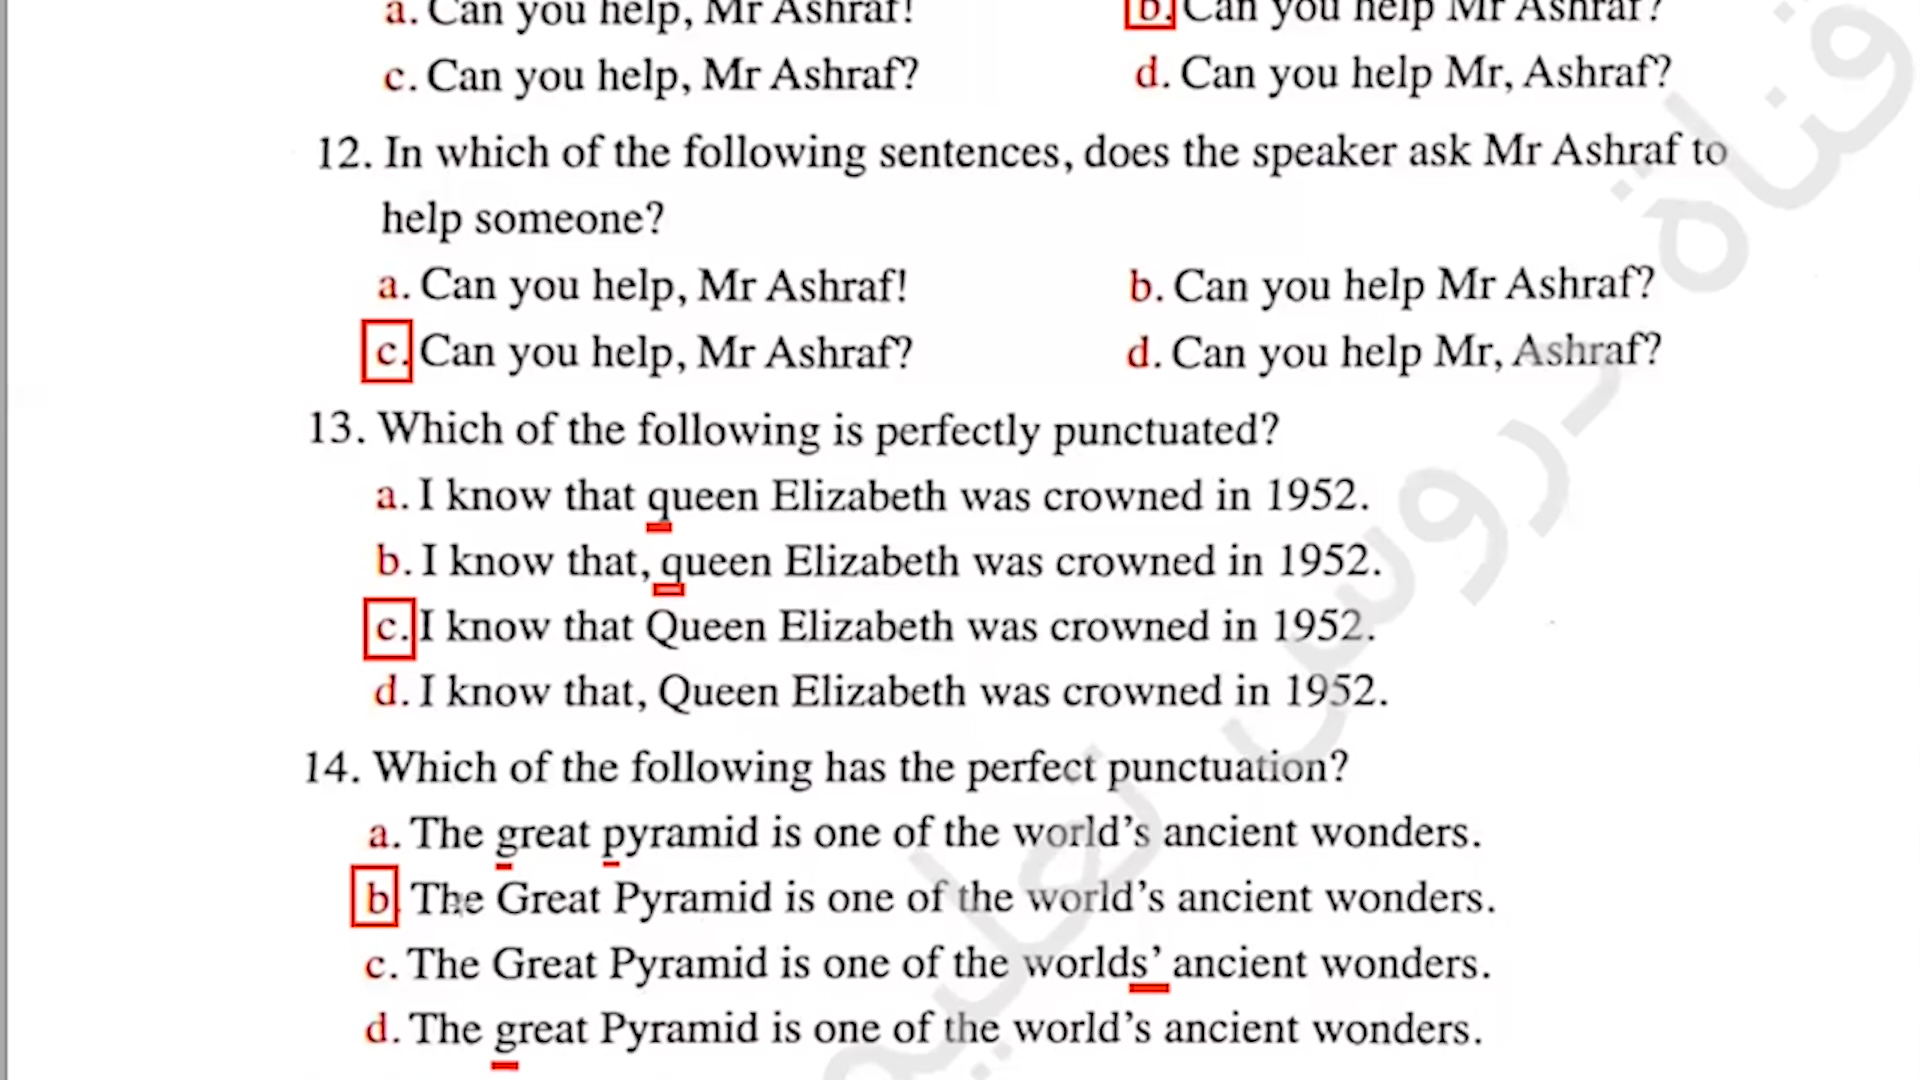 a. Can you help, Mr Ashraf!
b. Can you help Mr Ashraf?
c. Can you help, Mr Ashraf?
d. Can you help Mr, Ashraf?
12. In which of the following sentences, does the speaker ask Mr Ashraf to
help someone?
a. Can you help, Mr Ashraf!
b. Can you help Mr Ashraf?
c. Can you help, Mr Ashraf?
d. Can you help Mr, Ashraf?
13. Which of the following is perfectly punctuated?
a. I know that queen Elizabeth was crowned in 1952.
b. I know that, queen Elizabeth was crowned in 1952.
c. I know that Queen Elizabeth was crowned in 1952.
d. I know that, Queen Elizabeth was crowned in 1952.
14. Which of the following has the perfect punctuation?
a. The great pyramid is one of the world's ancient wonders.
b The Great Pyramid is one of the world's ancient wonders.
c. The Great Pyramid is one of the worlds' ancient wonders.
d. The great Pyramid is one of the world's ancient wonders.
قناة دروس